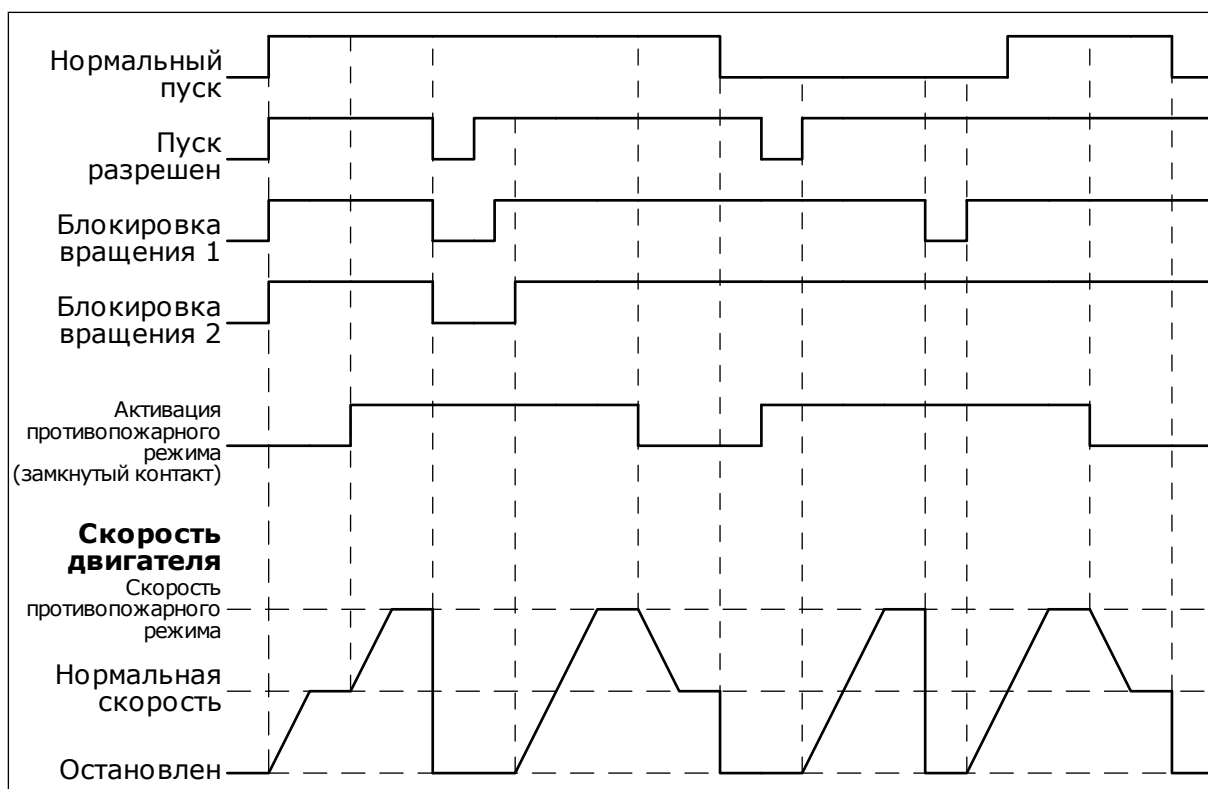 Нормальный
пуск
Пуск
разрешен
Блокировка
вращения 1
Блокировка
вращения 2
Активация
противопожарного
режима
(замкнутый контакт)
Скорость
двигателя
Скорость
противопожарного
режима
Нормальная
скорость
Остановлен